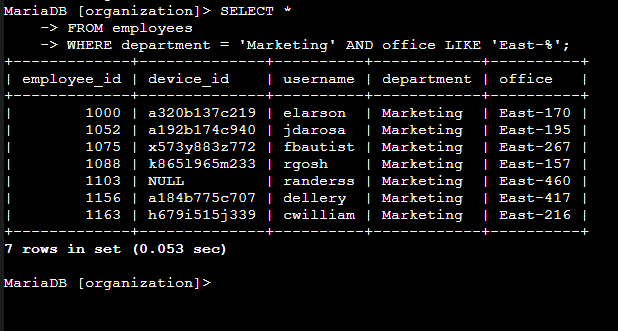 MariaDB [organization]> SELECT *
    -> FROM employees
    -> WHERE department = 'Marketing' AND office LIKE 'East-%';
+-------------+--------------+----------+------------+----------+
| employee_id | device_id    | username | department | office   |
+-------------+--------------+----------+------------+----------+
|        1000 | a320b137c219 | elarson  | Marketing  | East-170 |
|        1052 | a192b174c940 | jdarosa  | Marketing  | East-195 |
|        1075 | x573y883z772 | fbautist | Marketing  | East-267 |
|        1088 | k865l965m233 | rgosh    | Marketing  | East-157 |
|        1103 | NULL         | randerss | Marketing  | East-460 |
|        1156 | a184b775c707 | dellery  | Marketing  | East-417 |
|        1163 | h679i515j339 | cwilliam | Marketing  | East-216 |
+-------------+--------------+----------+------------+----------+
7 rows in set (0.053 sec)
MariaDB [organization]>